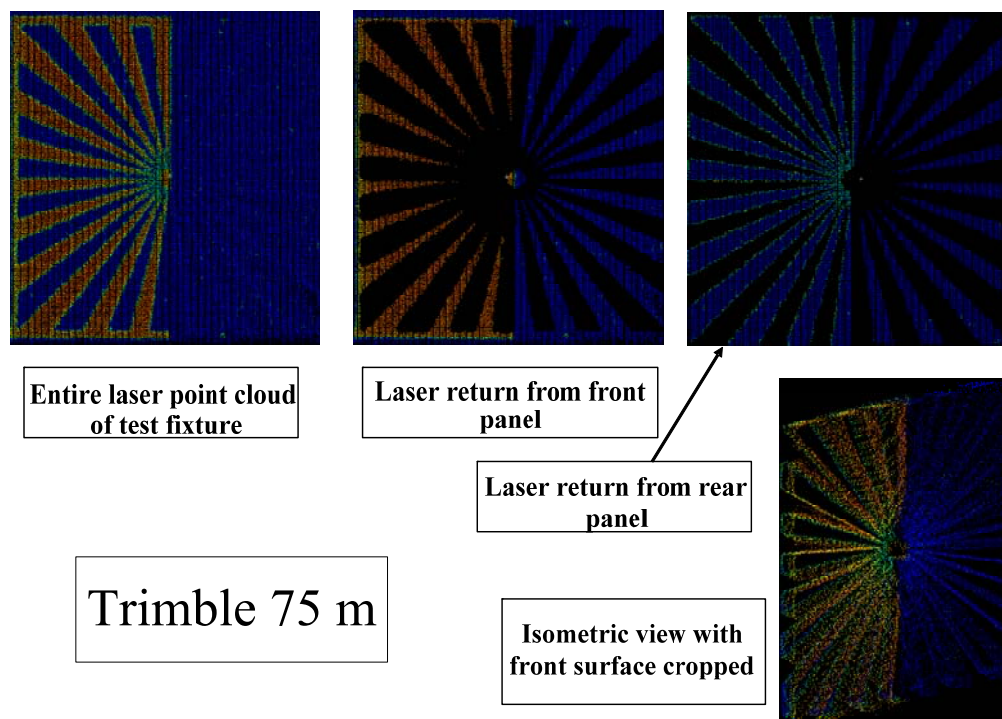 Entire laser point cloud
of test fixture
Laser return from front
panel
Laser return from rear
panel
Trimble 75 m
Isometric view with
front surface cropped